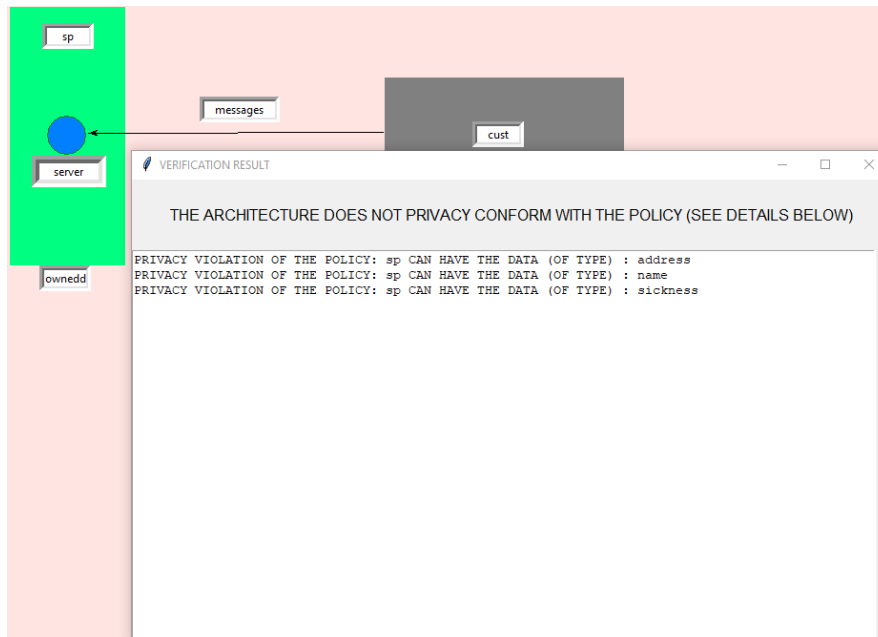 sp
messages
cust
server
VERIFICATION RESULT
THE ARCHITECTURE DOES NOT PRIVACY CONFORM WITH THE POLICY (SEE DETAILS BELOW)
PRIVACY VIOLATION OF THE POLICY: sp CAN HAVE THE DATA (OF TYPE) : address
PRIVACY VIOLATION OF THE POLICY: sp CAN HAVE THE DATA (OF TYPE) : name
PRIVACY VIOLATION OF THE POLICY: sp CAN HAVE THE DATA (OF TYPE) : sickness
ownedd